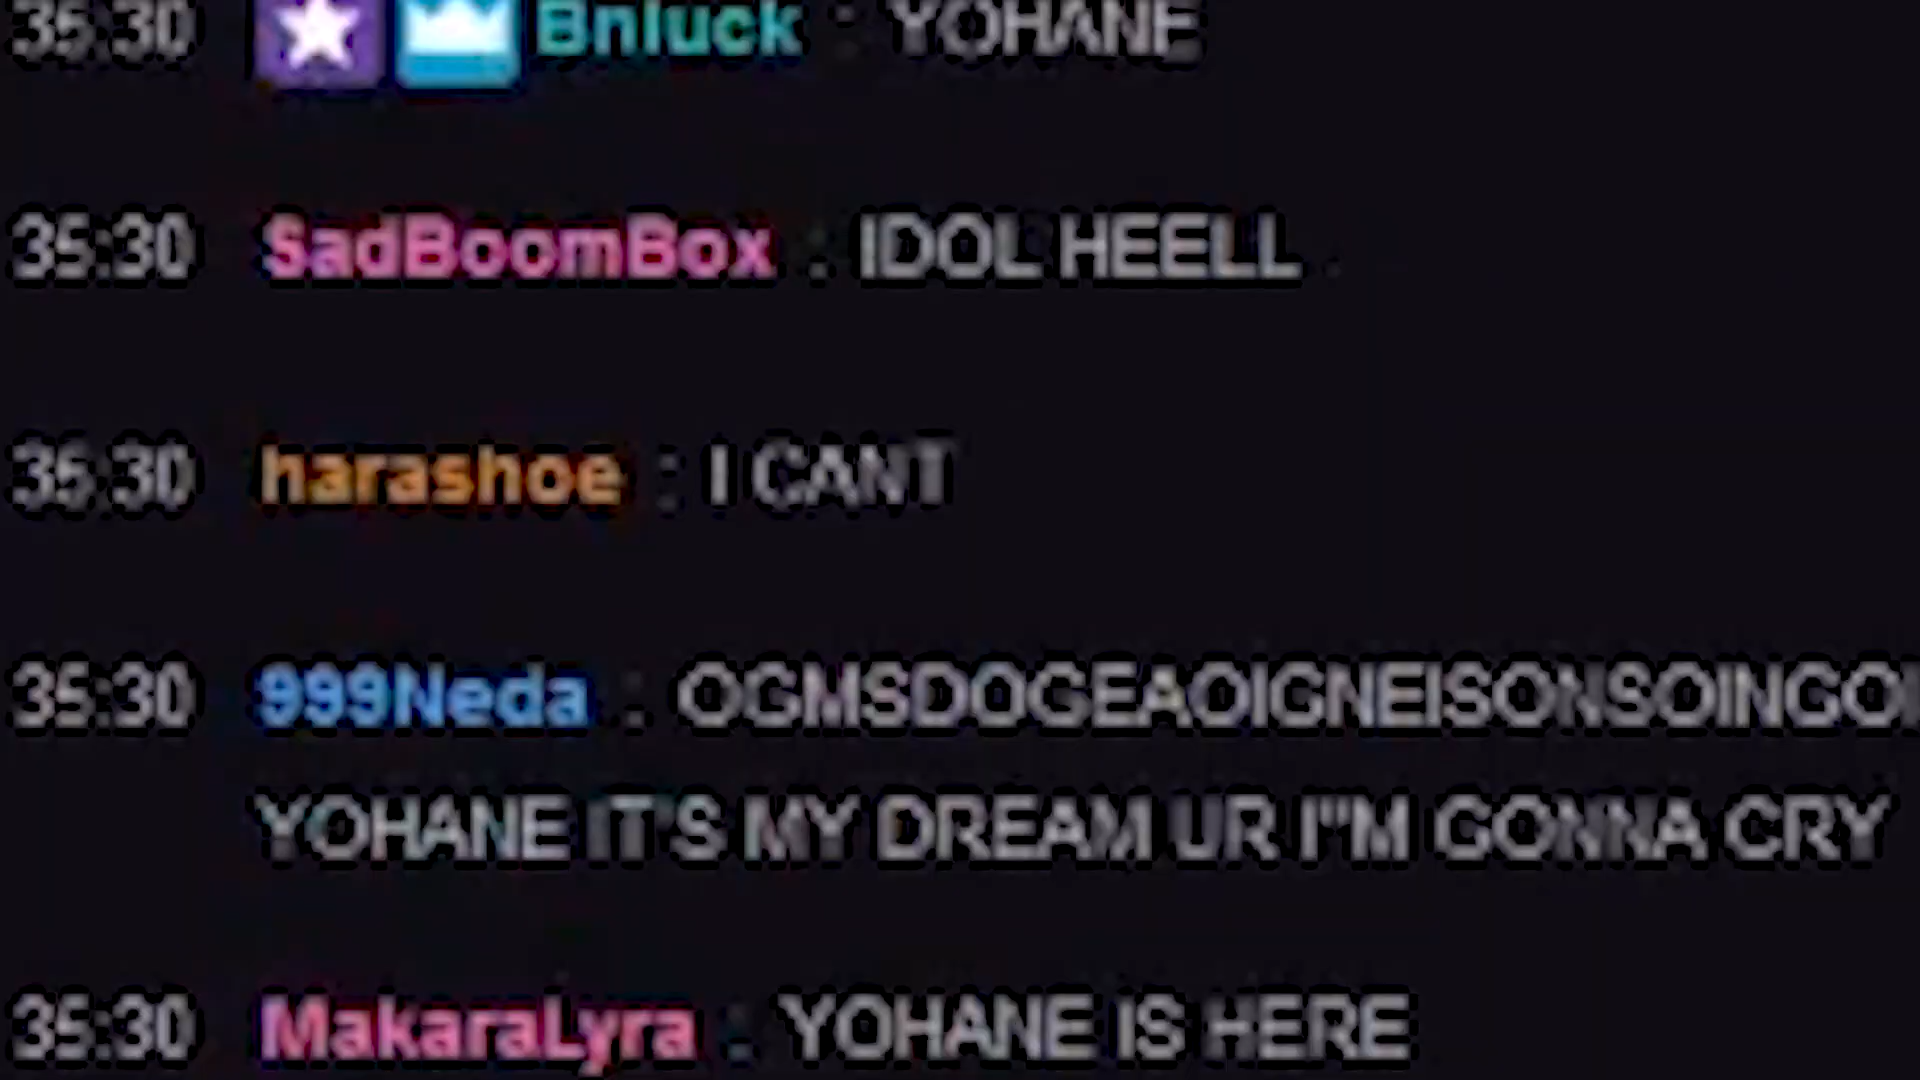 35:30 Bnluck : YOHANE
35:30 SadBoomBox : IDOL HEELL
35:30 harashoe : I CANT
35:30 999Neda : OGMSDOGEAOIGNEISONSOINGO
YOHANE IT'S MY DREAM UR I"M GONNA CRY
35:30 MakaraLyra : YOHANE IS HERE